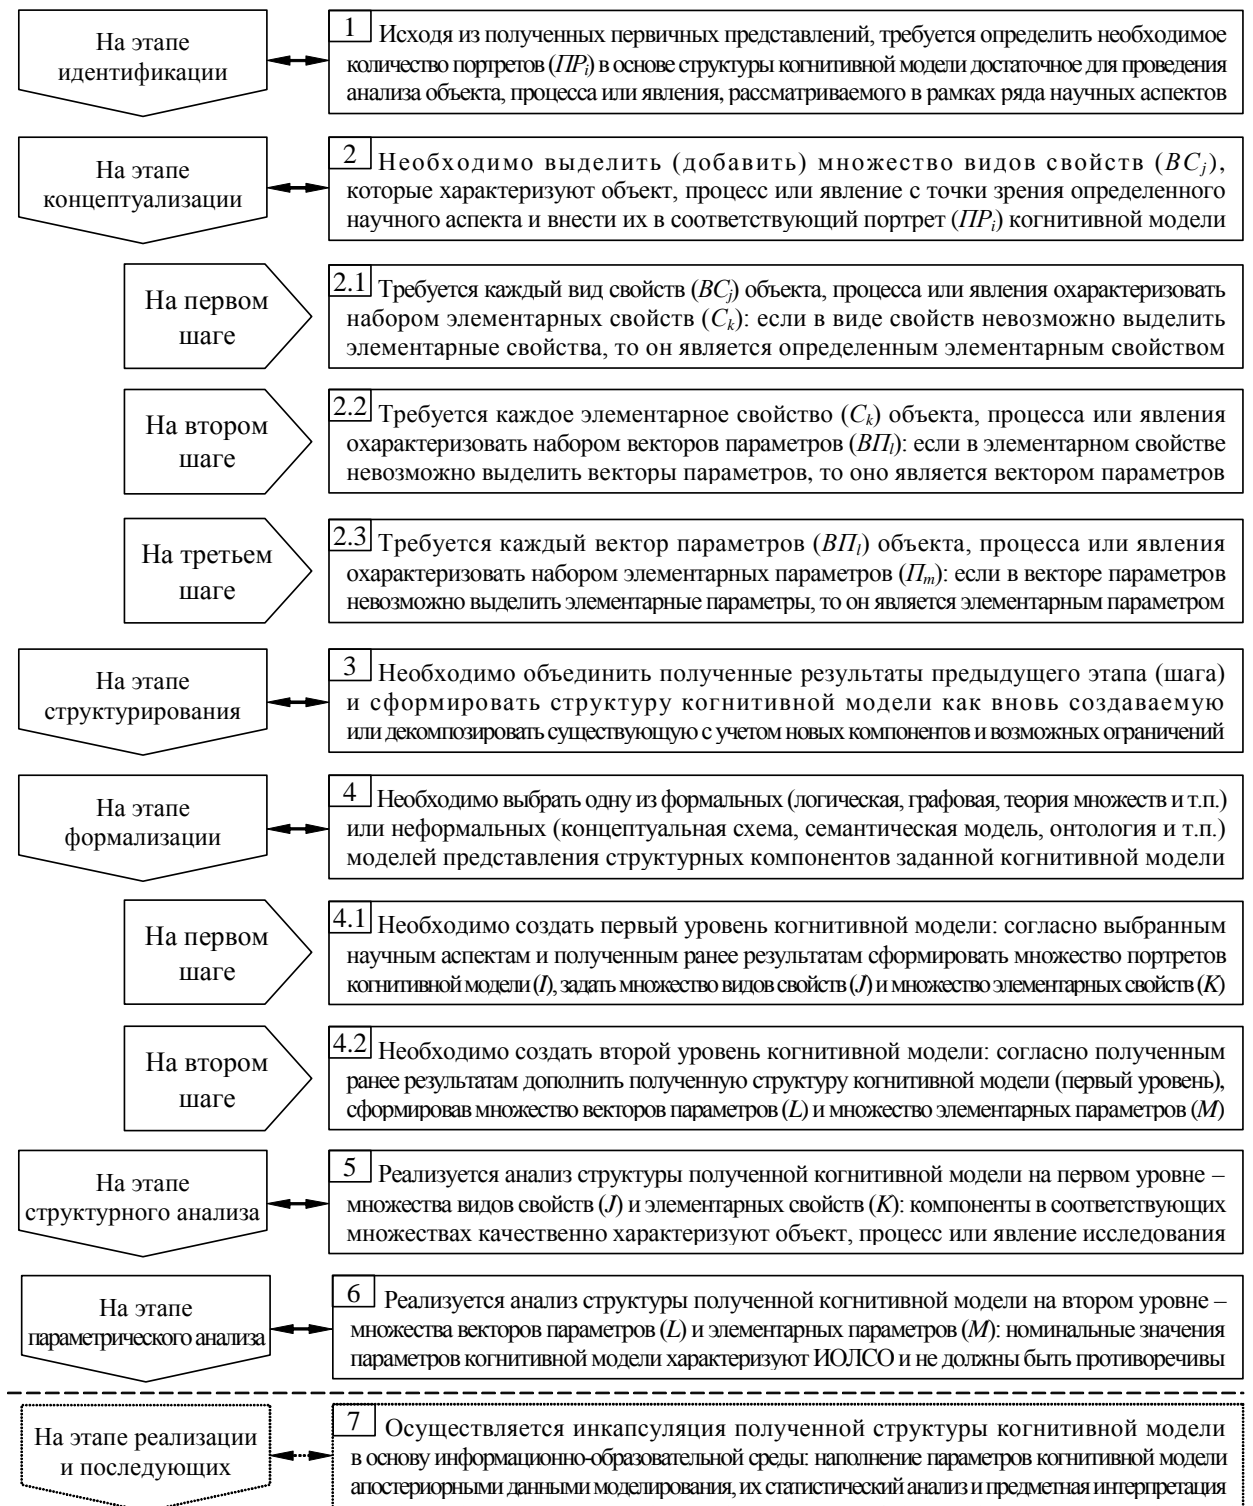 На этапе
идентификации
1 Исходя из полученных первичных представлений, требуется определить необходимое
количество портретов (ПРi) в основе структуры когнитивной модели достаточное для проведения
анализа объекта, процесса или явления, рассматриваемого в рамках ряда научных аспектов
На этапе
концептуализации
2 Необходимо выделить (добавить) множество видов свойств (ВСj),
которые характеризуют объект, процесс или явление с точки зрения определенного
научного аспекта и внести их в соответствующий портрет (ПРi) когнитивной модели
На первом
шаге
2.1 Требуется каждый вид свойств (ВСj) объекта, процесса или явления охарактеризовать
набором элементарных свойств (Сk): если в виде свойств невозможно выделить
элементарные свойства, то он является определенным элементарным свойством
На втором
шаге
2.2 Требуется каждое элементарное свойство (Сk) объекта, процесса или явления
охарактеризовать набором векторов параметров (ВПl): если в элементарном свойстве
невозможно выделить векторы параметров, то оно является вектором параметров
На третьем
шаге
2.3 Требуется каждый вектор параметров (ВПl) объекта, процесса или явления
охарактеризовать набором элементарных параметров (Пm): если в векторе параметров
невозможно выделить элементарные параметры, то он является элементарным параметром
На этапе
структурирования
3 Необходимо объединить полученные результаты предыдущего этапа (шага)
и сформировать структуру когнитивной модели как вновь создаваемую
или декомпозировать существующую с учетом новых компонентов и возможных ограничений
На этапе
формализации
4 Необходимо выбрать одну из формальных (логическая, графовая, теория множеств и т.п.)
или неформальных (концептуальная схема, семантическая модель, онтология и т.п.)
моделей представления структурных компонентов заданной когнитивной модели
На первом
шаге
4.1 Необходимо создать первый уровень когнитивной модели: согласно выбранным
научным аспектам и полученным ранее результатам сформировать множество портретов
когнитивной модели (I), задать множество видов свойств (J) и множество элементарных свойств (K)
На втором
шаге
4.2 Необходимо создать второй уровень когнитивной модели: согласно полученным
ранее результатам дополнить полученную структуру когнитивной модели (первый уровень),
сформировав множество векторов параметров (L) и множество элементарных параметров (M)
На этапе
структурного анализа
5 Реализуется анализ структуры полученной когнитивной модели на первом уровне –
множества видов свойств (J) и элементарных свойств (K): компоненты в соответствующих
множествах качественно характеризуют объект, процесс или явление исследования
На этапе
параметрического анализа
6 Реализуется анализ структуры полученной когнитивной модели на втором уровне –
множества векторов параметров (L) и элементарных параметров (M): номинальные значения
параметров когнитивной модели характеризуют ИОЛСО и не должны быть противоречивы
На этапе реализации
и последующих
7 Осуществляется инкапсуляция полученной структуры когнитивной модели
в основу информационно-образовательной среды: наполнение параметров когнитивной модели
апостериорными данными моделирования, их статистический анализ и предметная интерпретация